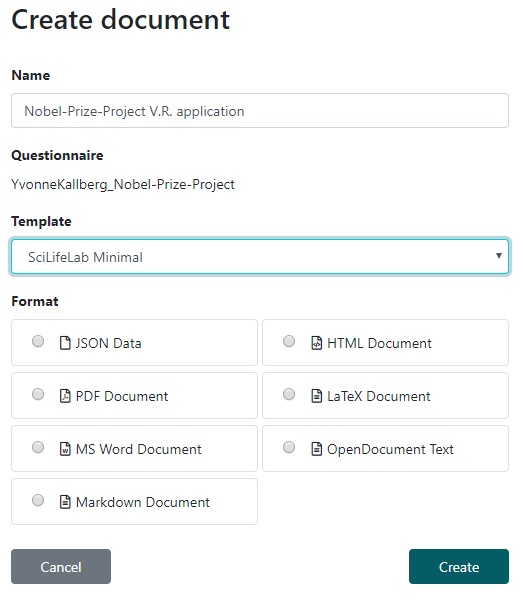 Create document
Name
Nobel-Prize-Project V.R. application
Questionnaire
YvonneKallberg_Nobel-Prize-Project
Template
SciLifeLab Minimal
Format
JSON Data
HTML Document
PDF Document
LaTeX Document
MS Word Document
OpenDocument Text
Markdown Document
Cancel
Create